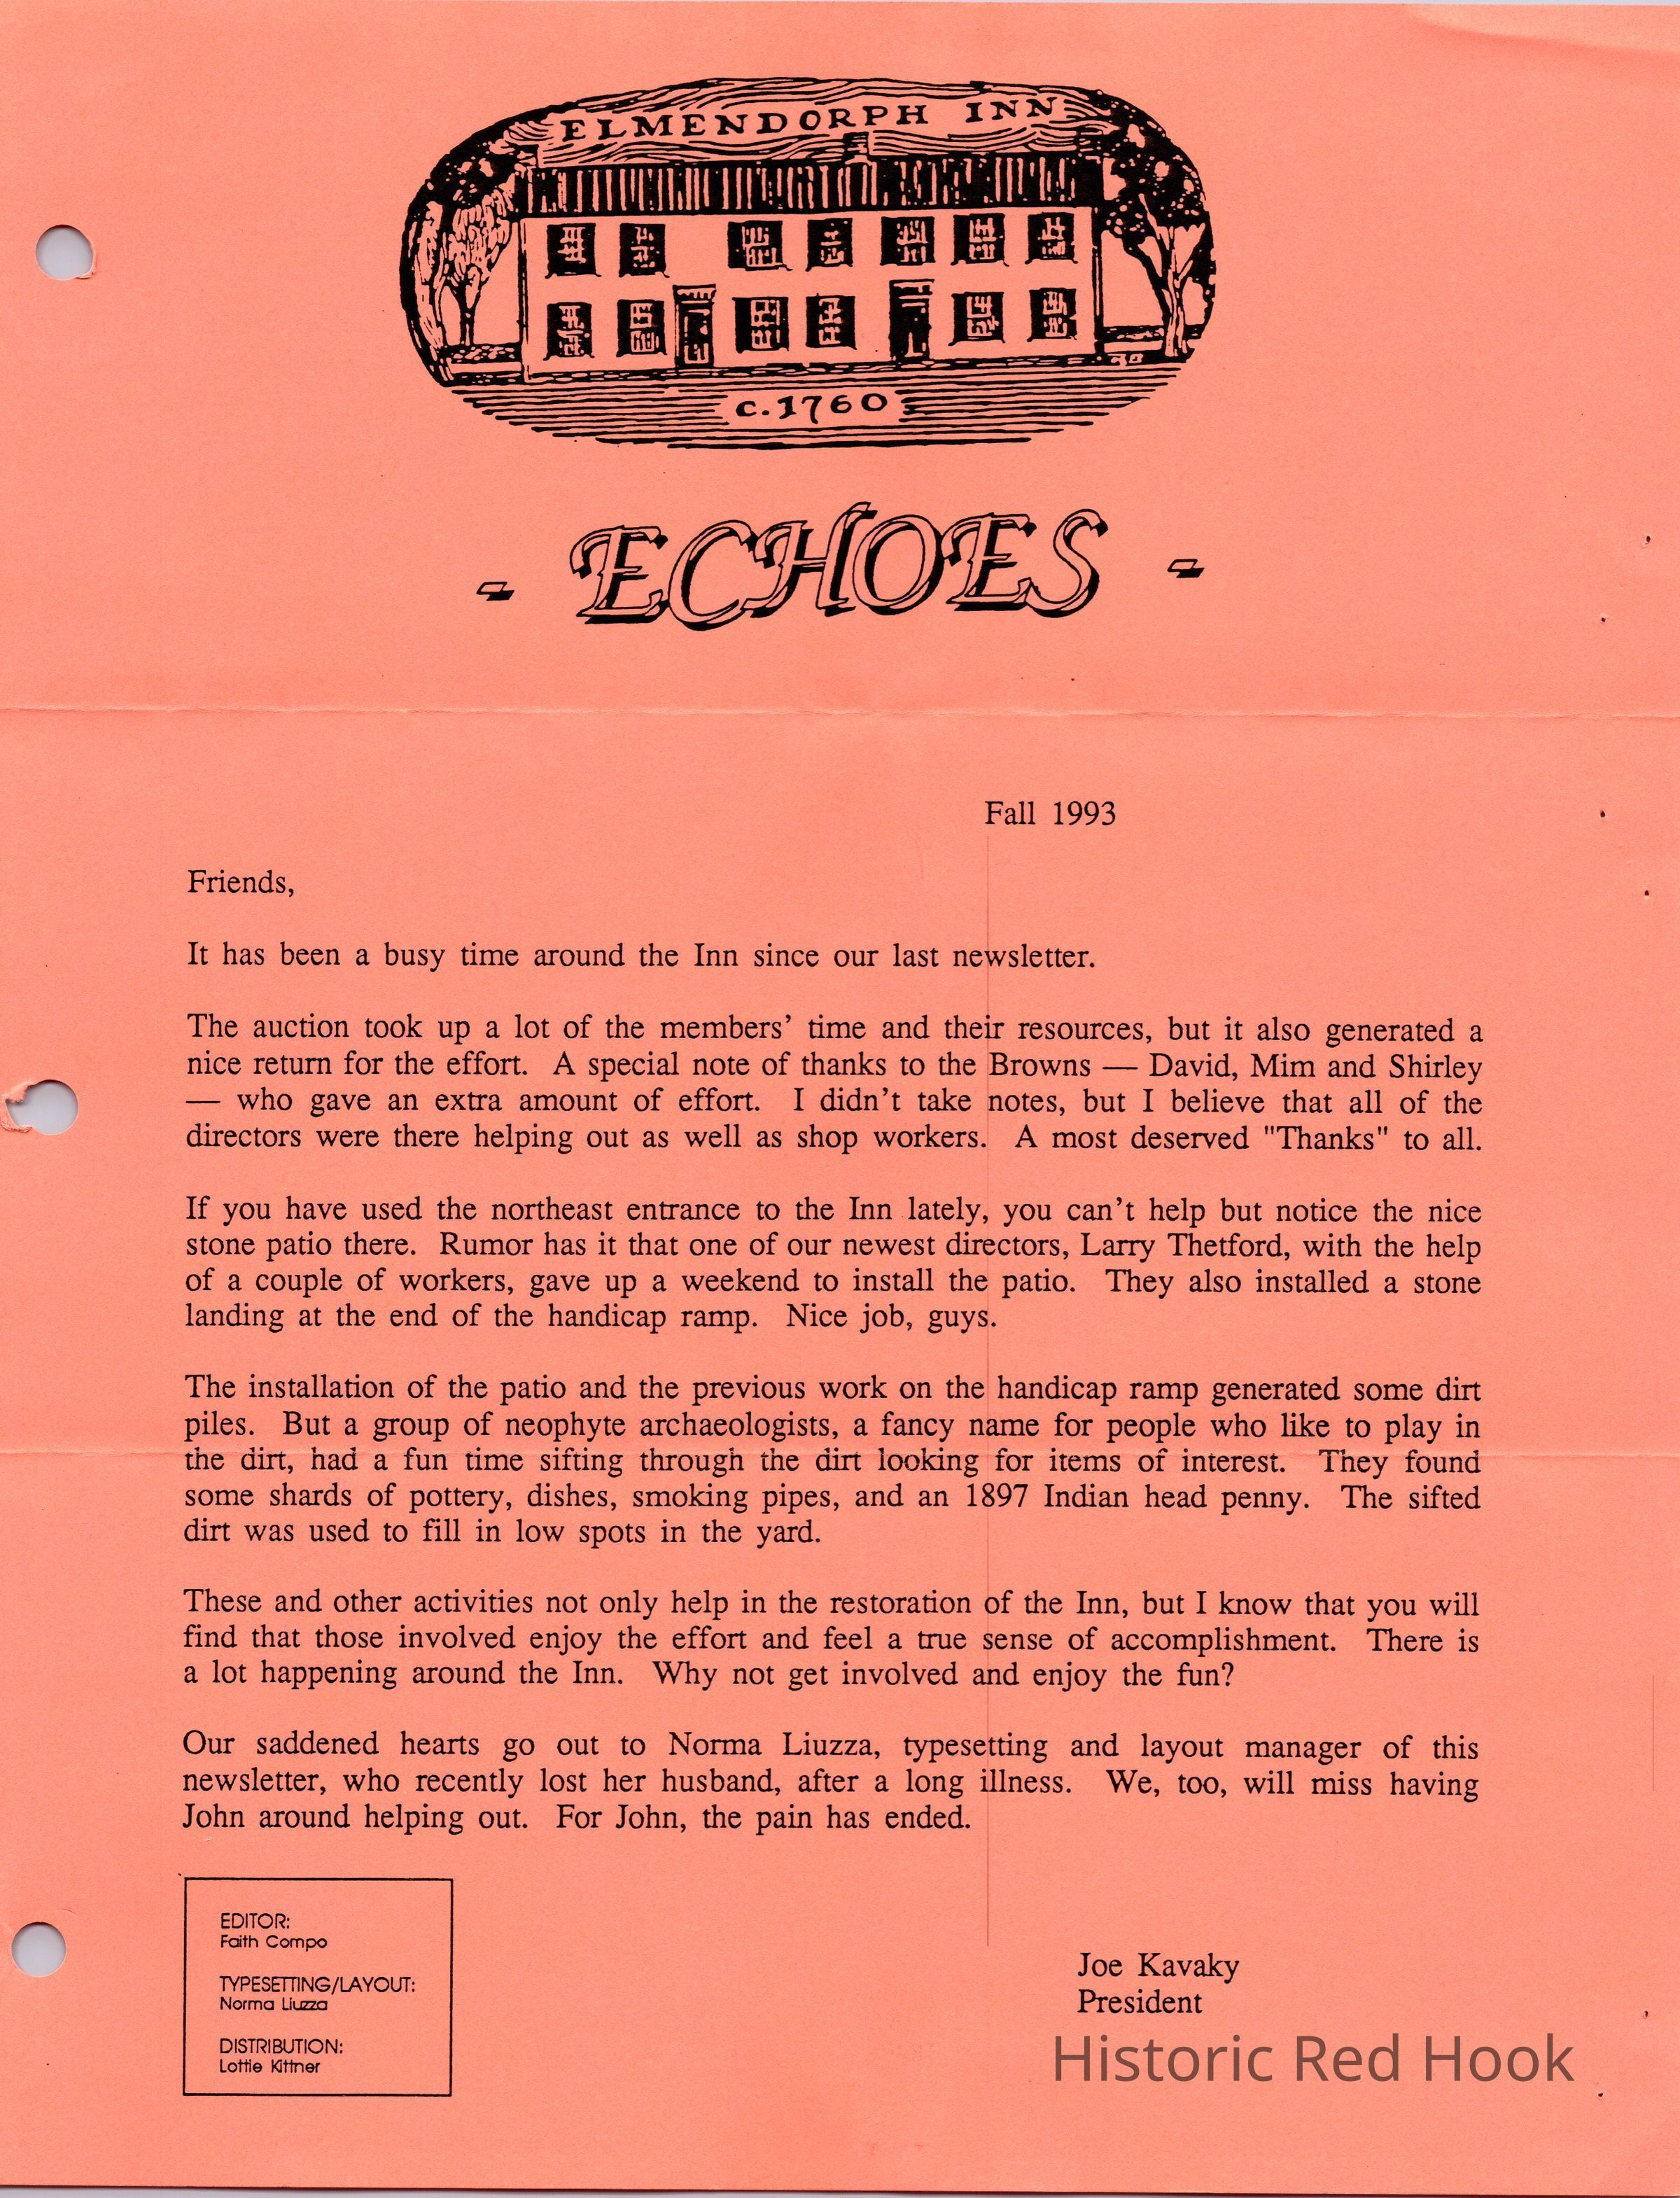 ELMENDORPH INN
c.1760
- ECHOES -
Fall 1993
Friends,
It has been a busy time around the Inn since our last newsletter.
The auction took up a lot of the members' time and their resources, but it also generated a
nice return for the effort. A special note of thanks to the Browns — David, Mim and Shirley
— who gave an extra amount of effort. I didn't take notes, but I believe that all of the
directors were there helping out as well as shop workers. A most deserved "Thanks" to all.
If you have used the northeast entrance to the Inn lately, you can't help but notice the nice
stone patio there. Rumor has it that one of our newest directors, Larry Thetford, with the help
of a couple of workers, gave up a weekend to install the patio. They also installed a stone
landing at the end of the handicap ramp. Nice job, guys.
The installation of the patio and the previous work on the handicap ramp generated some dirt
piles. But a group of neophyte archaeologists, a fancy name for people who like to play in
the dirt, had a fun time sifting through the dirt looking for items of interest. They found
some shards of pottery, dishes, smoking pipes, and an 1897 Indian head penny. The sifted
dirt was used to fill in low spots in the yard.
These and other activities not only help in the restoration of the Inn, but I know that you will
find that those involved enjoy the effort and feel a true sense of accomplishment. There is
a lot happening around the Inn. Why not get involved and enjoy the fun?
Our saddened hearts go out to Norma Liuzza, typesetting and layout manager of this
newsletter, who recently lost her husband, after a long illness. We, too, will miss having
John around helping out. For John, the pain has ended.
EDITOR:
Faith Compo
TYPESETTING/LAYOUT:
Norma Liuzza
DISTRIBUTION:
Lottie Kittner
Joe Kavaky
President
Historic Red Hook